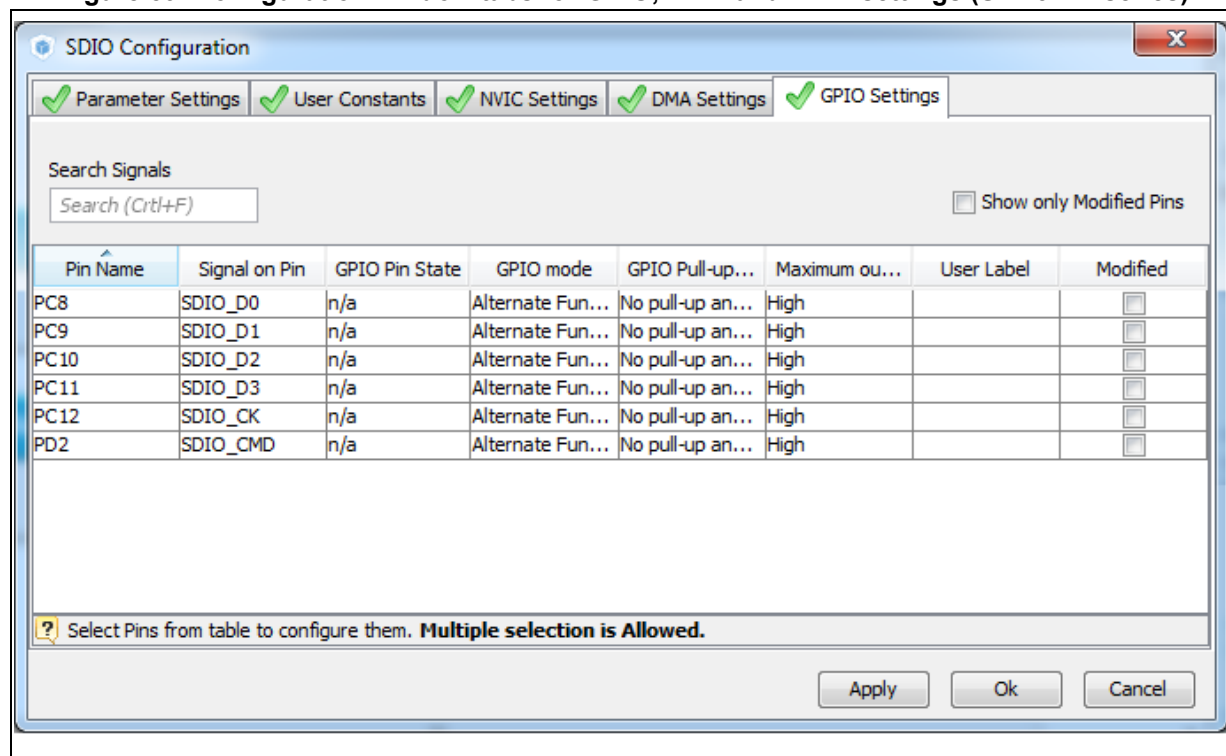 SDIO Configuration
Parameter Settings User Constants NVIC Settings DMA Settings GPIO Settings
Search Signals
Search (Crtl+F)
Show only Modified Pins
Pin Name Signal on Pin GPIO Pin State GPIO mode GPIO Pull-up... Maximum ou... User Label Modified
PC8 SDIO_D0 n/a Alternate Fun... No pull-up an... High
PC9 SDIO_D1 n/a Alternate Fun... No pull-up an... High
PC10 SDIO_D2 n/a Alternate Fun... No pull-up an... High
PC11 SDIO_D3 n/a Alternate Fun... No pull-up an... High
PC12 SDIO_CK n/a Alternate Fun... No pull-up an... High
PD2 SDIO_CMD n/a Alternate Fun... No pull-up an... High
Select Pins from table to configure them. Multiple selection is Allowed.
Apply Ok Cancel